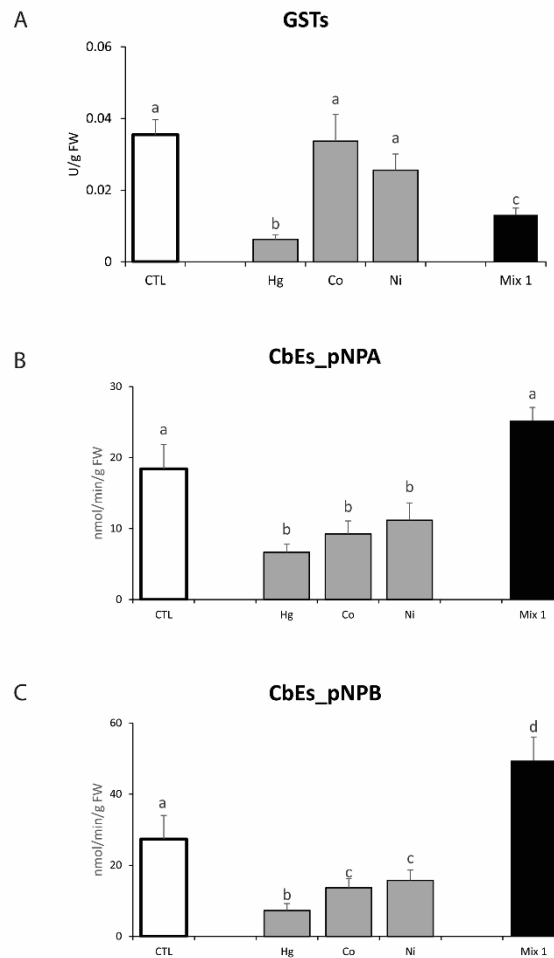 A
GSTs
0.06
a
a
0.04
a
U/g FW
0.02
c
b
0
CTL Hg Co Ni Mix 1
B
CbEs_pNPA
30
a
a
20
nmol/min/g FW
b
b
b
10
0
CTL Hg Co Ni Mix 1
C
CbEs_pNPB
60
d
a
40
nmol/min/g FW
c
c
20
b
0
CTL Hg Co Ni Mix 1